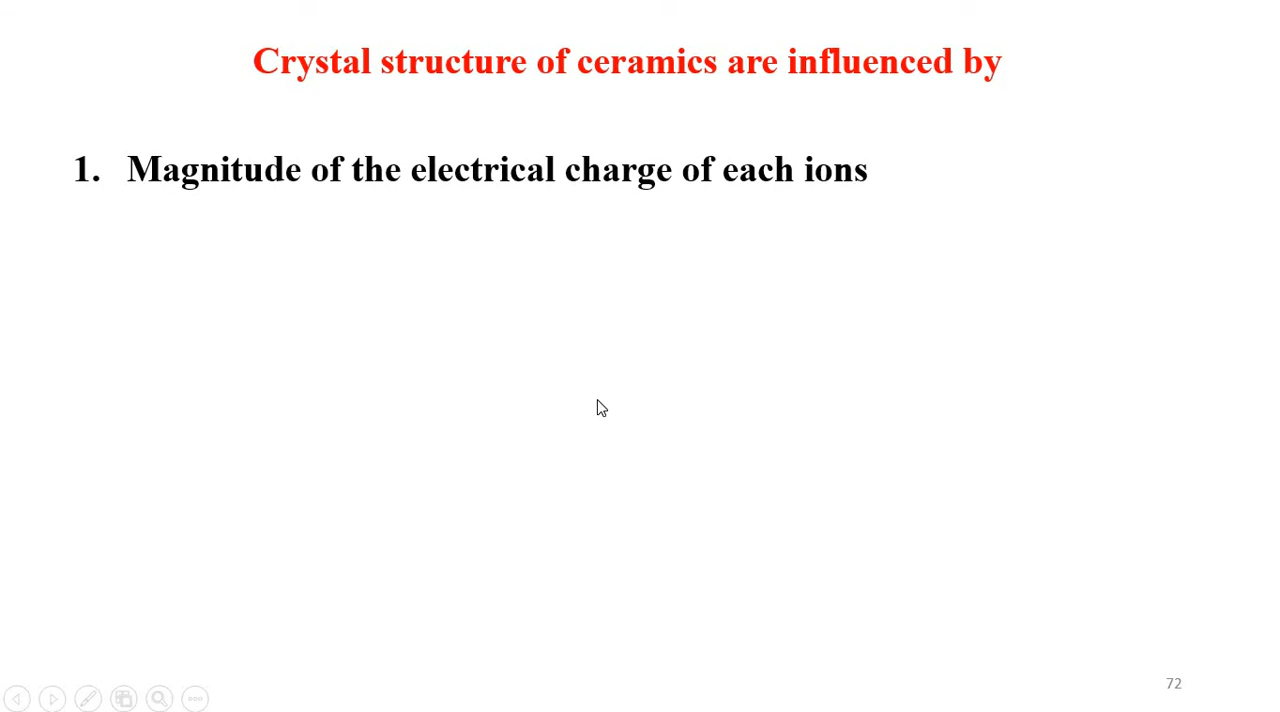 Crystal structure of ceramics are influenced by
1. Magnitude of the electrical charge of each ions
72